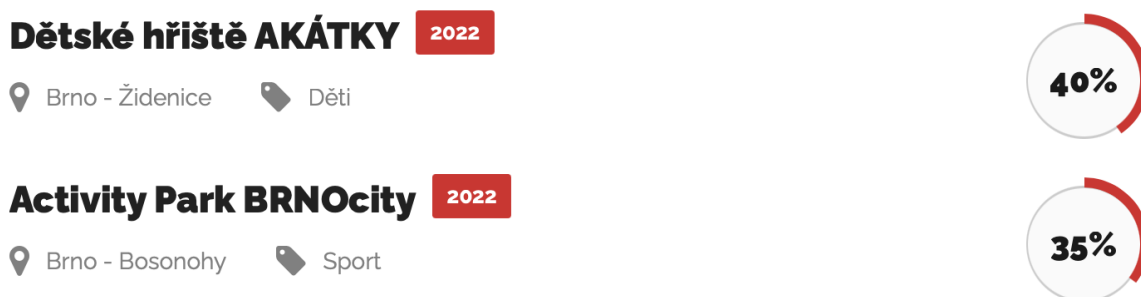 Dětské hřiště AKÁTKY 2022
Brno - Židenice Děti
40%
Activity Park BRNOcity 2022
Brno - Bosonohy Sport
35%